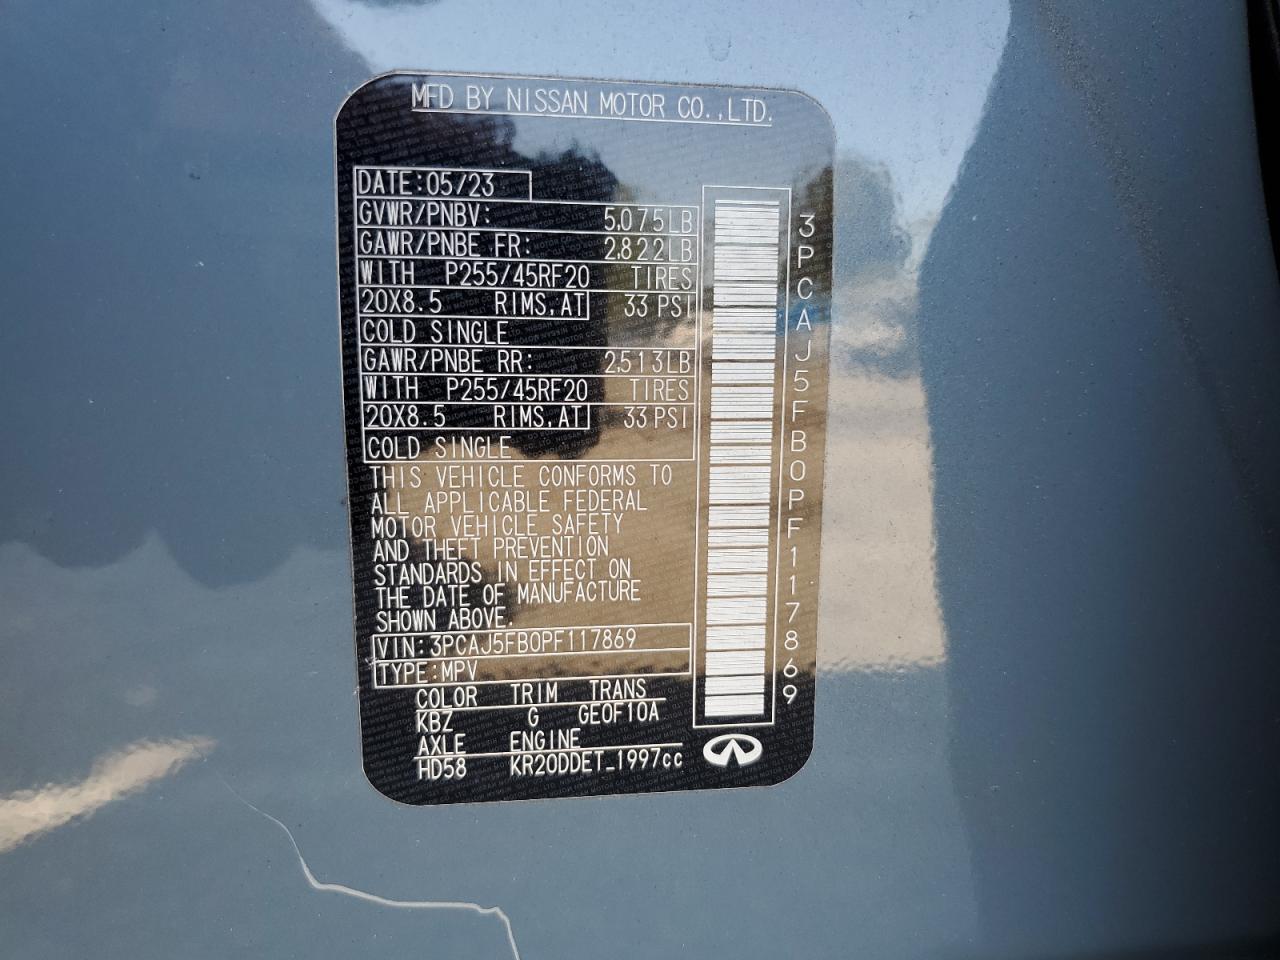 MFD BY NISSAN MOTOR CO.,LTD.
DATE:05/23
GVWR/PNBV: 5,075LB
GAWR/PNBE FR: 2,822LB
WITH P255/45RF20 TIRES
20X8.5 RIMS,AT 33 PSI
COLD SINGLE
GAWR/PNBE RR: 2,513LB
WITH P255/45RF20 TIRES
20X8.5 RIMS,AT 33 PSI
COLD SINGLE
THIS VEHICLE CONFORMS TO
ALL APPLICABLE FEDERAL
MOTOR VEHICLE SAFETY
AND THEFT PREVENTION
STANDARDS IN EFFECT ON
THE DATE OF MANUFACTURE
SHOWN ABOVE.
VIN:3PCAJ5FB0PF117869
TYPE:MPV
COLOR TRIM TRANS
KBZ G GE0F10A
AXLE ENGINE
HD58 KR20DDET_1997cc
3PCAJ5FB0PF117869